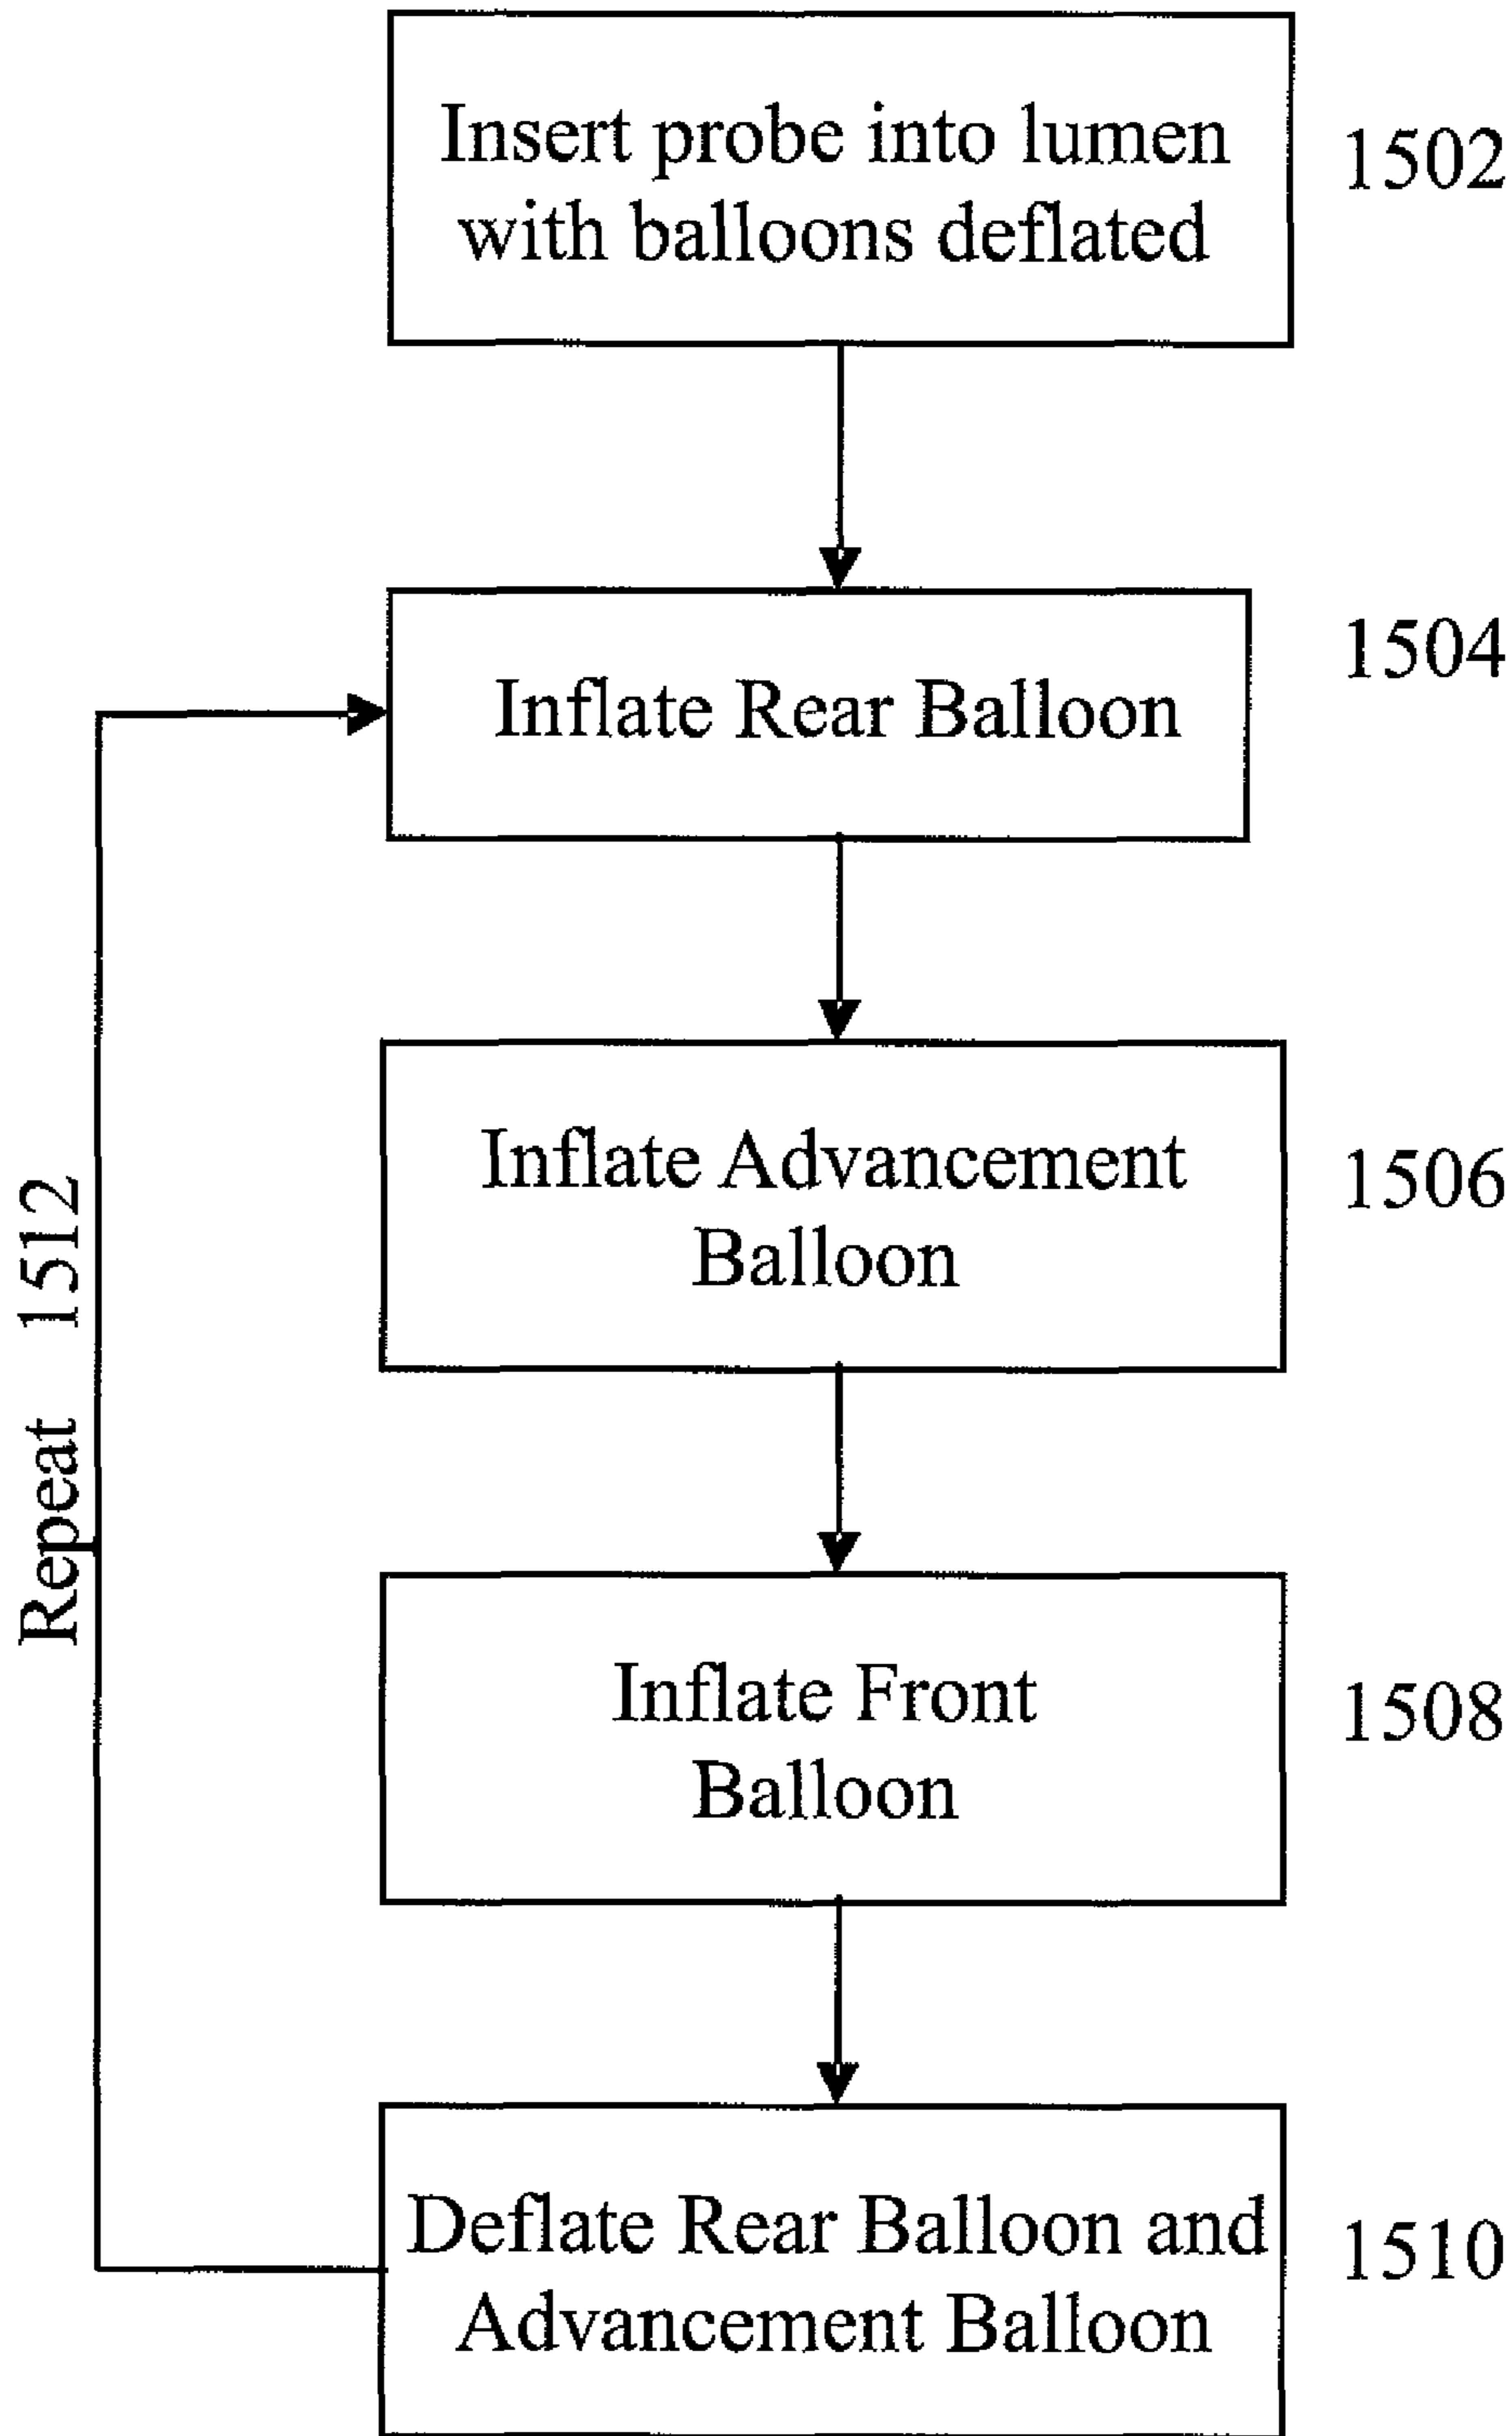 Insert probe into lumen
with balloons deflated
1502
Inflate Rear Balloon
1504
Inflate Advancement
Balloon
1506
Repeat 1512
Inflate Front
Balloon
1508
Deflate Rear Balloon and
Advancement Balloon
1510